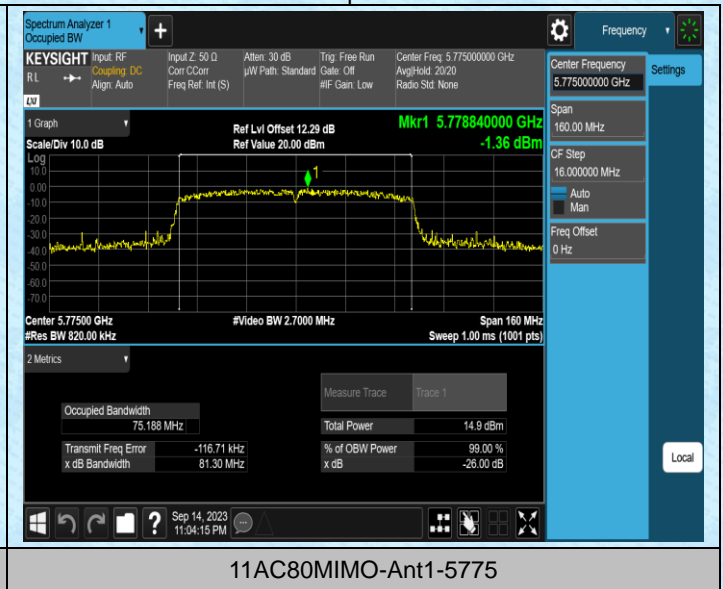 Spectrum Analyzer 1
Occupied BW
+
Frequency
KEYSIGHT
R L
LXI
Input: RF
Coupling: DC
Align: Auto
Input Z: 50 Ω
Corr CCorr
Freq Ref: Int (S)
Atten: 30 dB
µW Path: Standard
Trig: Free Run
Gate: Off
#IF Gain: Low
Center Freq: 5.775000000 GHz
Avg|Hold: 20/20
Radio Std: None
Center Frequency
5.775000000 GHz
Settings
Span
160.00 MHz
CF Step
16.000000 MHz
Auto
Man
Freq Offset
0 Hz
Local
1 Graph
Scale/Div 10.0 dB
Ref Lvl Offset 12.29 dB
Ref Value 20.00 dBm
Mkr1 5.778840000 GHz
-1.36 dBm
Log
10.0
0.00
-10.0
-20.0
-30.0
-40.0
-50.0
-60.0
-70.0
1
Center 5.77500 GHz
#Video BW 2.7000 MHz
Span 160 MHz
#Res BW 820.00 kHz
Sweep 1.00 ms (1001 pts)
2 Metrics
Measure Trace
Trace 1
Occupied Bandwidth
75.188 MHz
Total Power
14.9 dBm
Transmit Freq Error
-116.71 kHz
% of OBW Power
99.00 %
x dB Bandwidth
81.30 MHz
x dB
-26.00 dB
?
Sep 14, 2023
11:04:15 PM
11AC80MIMO-Ant1-5775